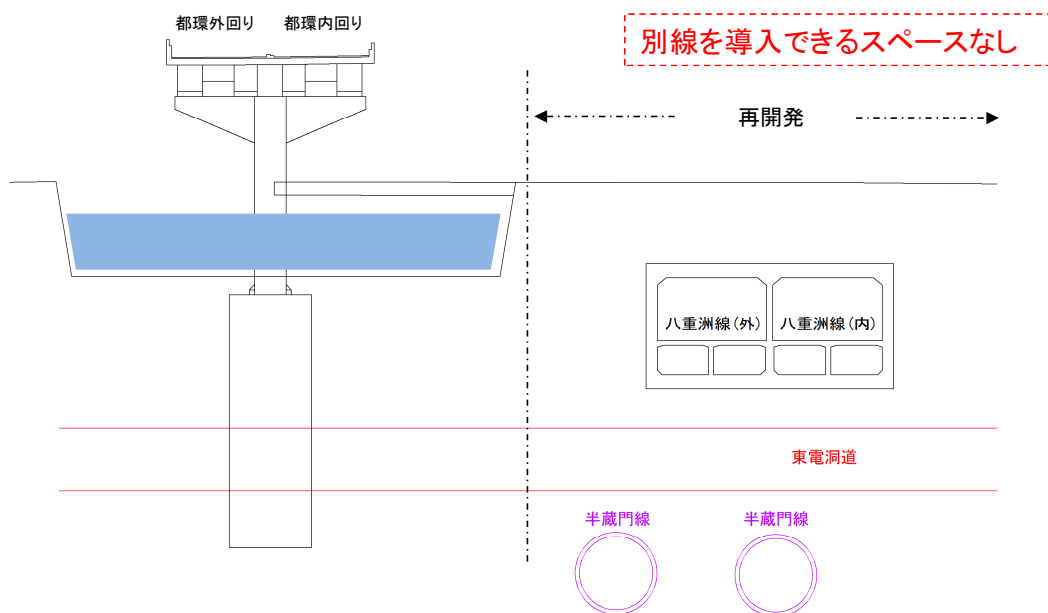 都環外回り 都環内回り
別線を導入できるスペースなし
再開発
八重洲線(外) 八重洲線(内)
東電洞道
半蔵門線 半蔵門線